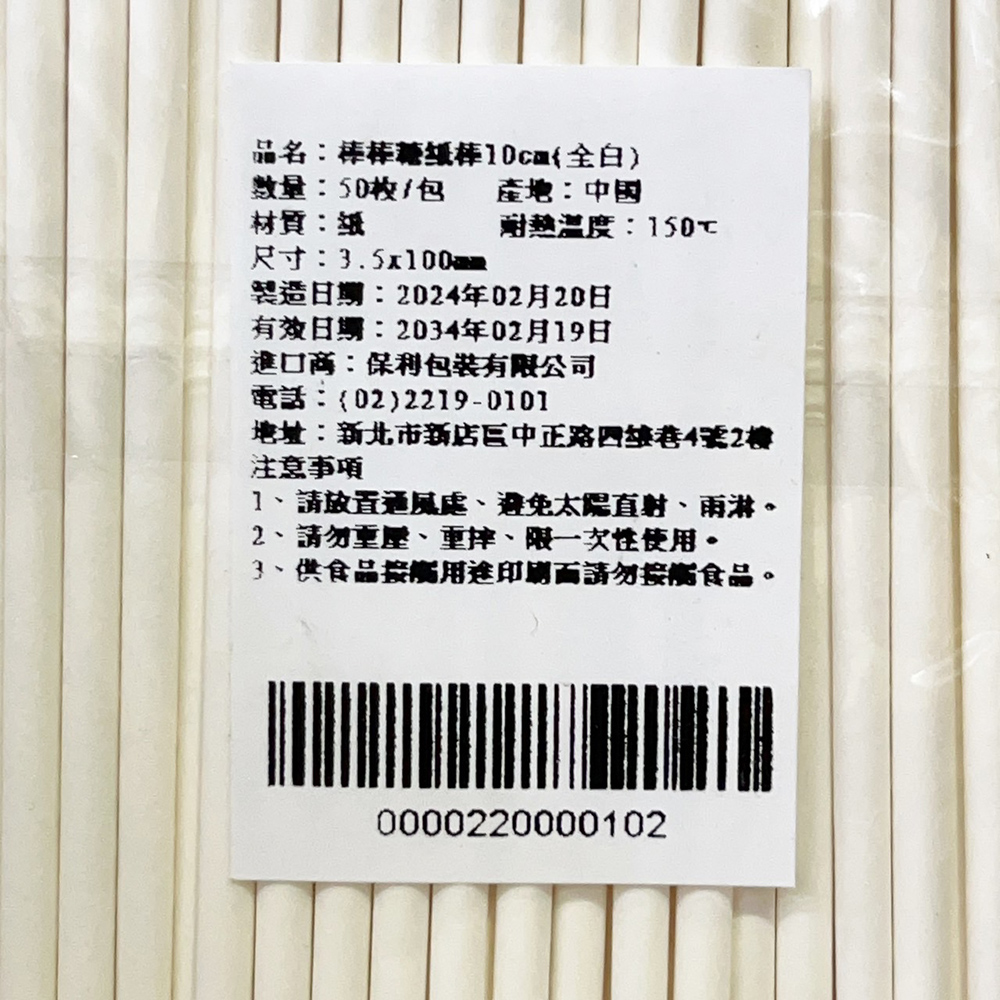 品名：棒棒糖紙棒10cm(全白)
數量：50枚/包 產地：中國
材質：紙 耐熱溫度：150℃
尺寸：3.5x100mm
製造日期：2024年02月20日
有效日期：2034年02月19日
進口商：保利包裝有限公司
電話：(02)2219-0101
地址：新北市新店區中正路四維巷4號2樓
注意事項
1、請放置通風處、避免太陽直射、雨淋。
2、請勿重壓、重摔、限一次性使用。
3、供食品接觸用途印刷面請勿接觸食品。
0000220000102